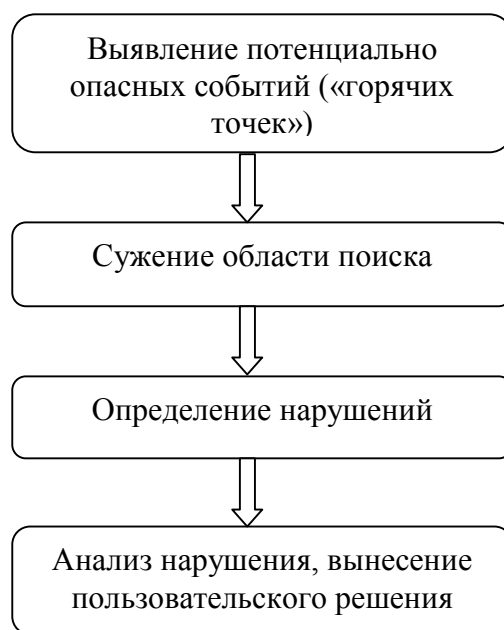 Выявление потенциально
опасных событий («горячих
точек»)
Сужение области поиска
Определение нарушений
Анализ нарушения, вынесение
пользовательского решения